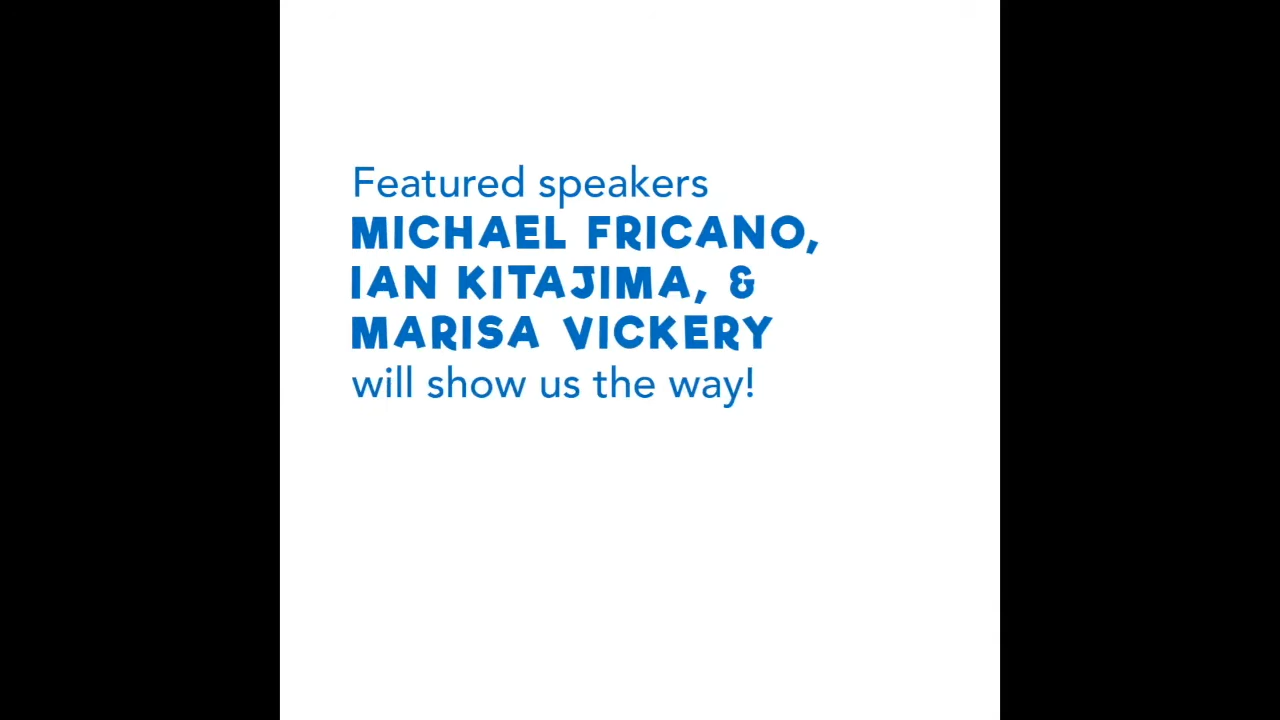 Featured speakers
MICHAEL FRICANO,
IAN KITAJIMA, &
MARISA VICKERY
will show us the way!